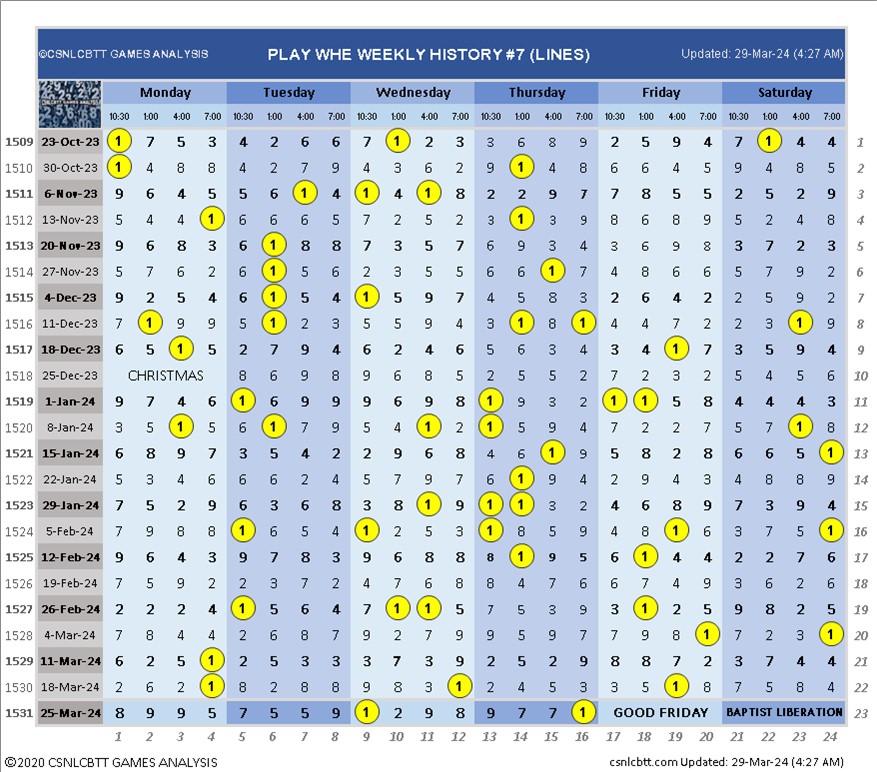 ©CSNLCBTT GAMES ANALYSIS PLAY WHE WEEKLY HISTORY #7 (LINES) Updated: 29-Mar-24 (4:27 AM)
Monday Tuesday Wednesday Thursday Friday Saturday
10:30 1:00 4:00 7:00 10:30 1:00 4:00 7:00 10:30 1:00 4:00 7:00 10:30 1:00 4:00 7:00 10:30 1:00 4:00 7:00 10:30 1:00 4:00 7:00
1509 23-Oct-23 1 7 5 3 4 2 6 6 7 1 2 3 3 6 8 9 2 5 9 4 7 1 4 4 1
1510 30-Oct-23 1 4 8 8 4 2 7 9 4 3 6 2 9 1 4 8 6 6 4 2 9 4 8 5 2
1511 6-Nov-23 9 6 4 5 5 6 1 4 1 4 1 8 2 2 9 7 7 8 5 5 2 5 2 9 3
1512 13-Nov-23 5 4 4 1 6 6 6 5 7 2 5 2 3 1 3 9 8 6 8 9 5 2 4 8 4
1513 20-Nov-23 9 6 8 3 6 1 8 8 7 3 5 7 6 9 3 4 3 6 9 8 3 7 2 3 5
1514 27-Nov-23 5 7 6 2 6 1 5 6 2 3 5 5 6 6 1 7 4 8 6 6 5 7 9 2 6
1515 4-Dec-23 9 2 5 4 6 1 5 4 1 5 9 7 4 5 8 3 2 6 4 2 2 5 9 2 7
1516 11-Dec-23 7 1 9 9 5 1 2 3 5 5 9 4 3 1 8 1 4 4 7 2 2 3 1 9 8
1517 18-Dec-23 6 5 1 5 2 7 9 4 6 2 4 6 5 6 3 4 3 4 1 7 3 5 9 4 9
1518 25-Dec-23 CHRISTMAS 8 6 9 8 9 6 8 5 2 5 5 2 7 2 3 2 5 4 5 6 10
1519 1-Jan-24 9 7 4 6 1 6 9 9 9 6 9 8 1 9 3 2 1 1 5 8 4 4 4 3 11
1520 8-Jan-24 3 5 1 5 6 1 7 9 5 4 1 2 1 5 9 4 7 2 2 7 5 7 1 8 12
1521 15-Jan-24 6 8 9 7 3 5 4 2 2 9 6 8 4 6 1 9 5 9 2 8 6 6 5 1 13
1522 22-Jan-24 5 3 4 6 6 6 2 4 5 7 9 7 6 1 9 4 2 9 4 3 4 8 8 9 14
1523 29-Jan-24 7 5 2 9 6 3 6 8 3 8 1 9 1 1 3 2 4 6 8 9 7 3 9 4 15
1524 5-Feb-24 7 9 8 8 1 6 5 4 1 2 5 3 1 8 5 9 4 8 1 6 3 7 5 1 16
1525 12-Feb-24 9 6 4 3 9 7 8 3 9 6 8 8 8 1 9 5 6 1 4 4 2 2 7 6 17
1526 19-Feb-24 7 5 9 2 2 3 7 2 4 7 6 8 8 4 7 6 6 7 4 9 3 6 2 6 18
1527 26-Feb-24 2 2 2 4 1 5 6 4 7 1 1 5 7 5 3 9 3 1 2 5 9 8 2 5 19
1528 4-Mar-24 7 8 4 4 2 6 8 7 9 2 7 9 9 5 9 7 7 9 8 1 7 2 3 1 20
1529 11-Mar-24 6 2 5 1 2 5 3 3 3 7 3 9 2 5 2 9 8 8 7 2 3 7 4 4 21
1530 18-Mar-24 2 6 2 1 8 2 8 8 9 8 3 1 2 4 5 3 3 5 1 8 7 5 8 4 22
1531 25-Mar-24 8 9 9 5 7 5 5 9 1 2 9 8 9 7 7 1 GOOD FRIDAY BAPTIST LIBERATION 23
1 2 3 4 5 6 7 8 9 10 11 12 13 14 15 16 17 18 19 20 21 22 23 24
©2020 CSNLCBTT GAMES ANALYSIS csnlcbtt.com Updated: 29-Mar-24 (4:27 AM)